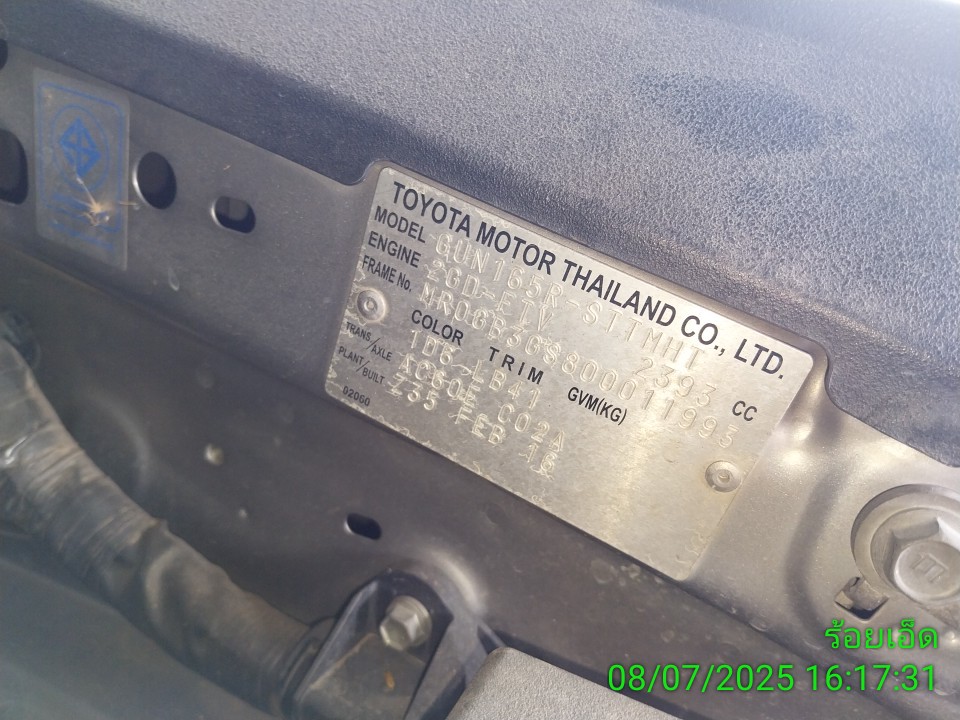 TOYOTA MOTOR THAILAND CO., LTD.
MODEL GUN165R-STTMHT
ENGINE 2GD-FTV 2393 CC
FRAME No. MR0GB3GS800011993
COLOR TRIM GVM(KG)
1D6 LB41
TRANS/AXLE AC60E C02A
PLANT/BUILT Z35 FEB 16
D2060
ร้อยเอ็ด
08/07/2025 16:17:31